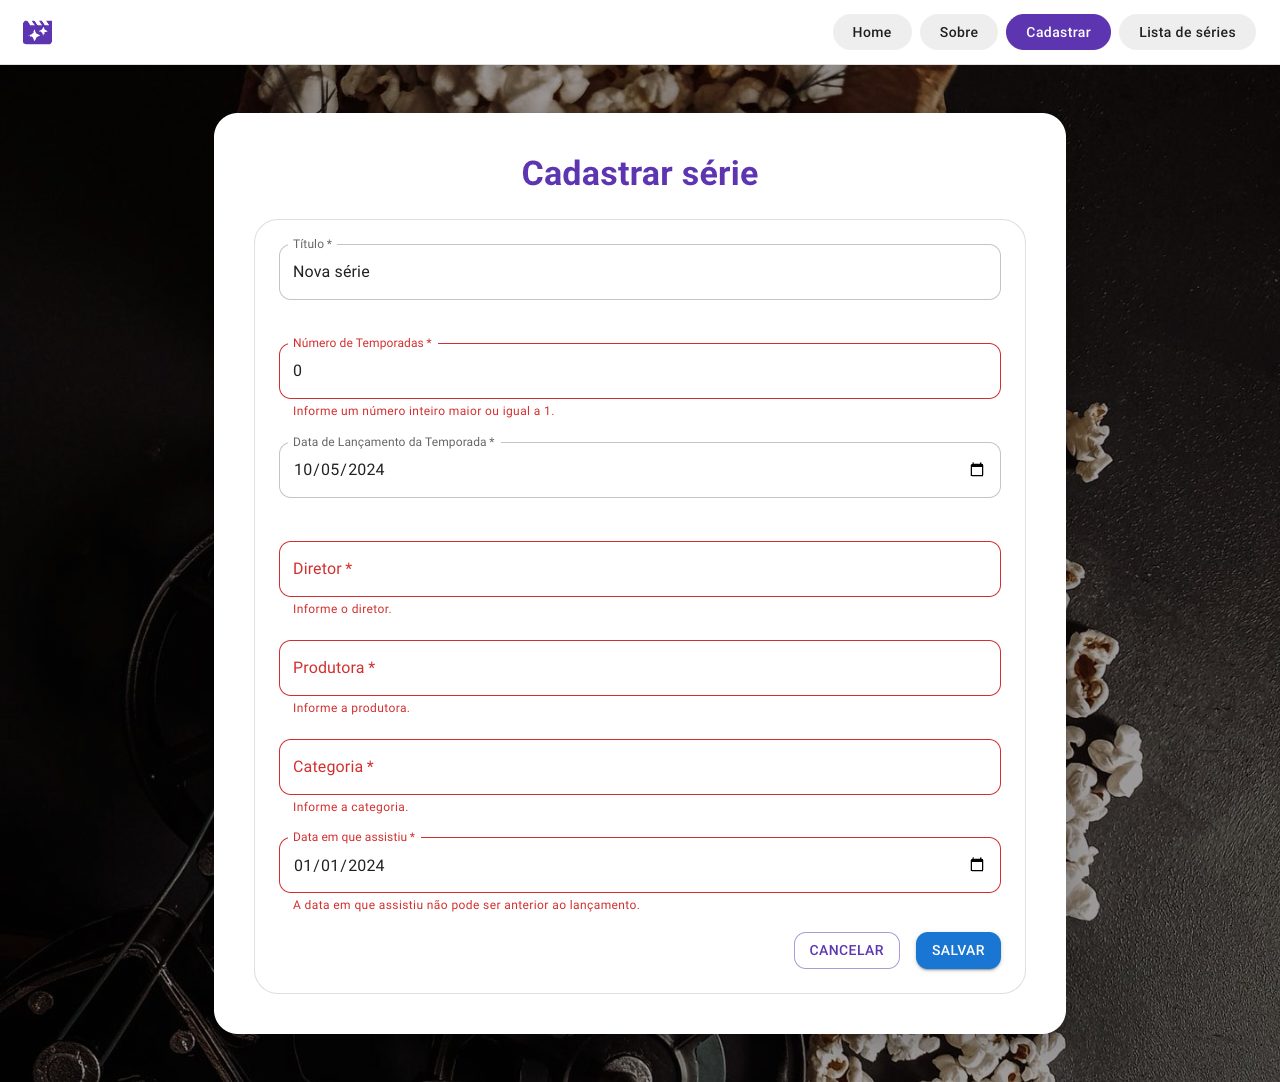 Home
Sobre
Cadastrar
Lista de séries
Cadastrar série
Título *
Nova série
Número de Temporadas *
0
Informe um número inteiro maior ou igual a 1.
Data de Lançamento da Temporada *
10/05/2024
Diretor *
Informe o diretor.
Produtora *
Informe a produtora.
Categoria *
Informe a categoria.
Data em que assistiu *
01/01/2024
A data em que assistiu não pode ser anterior ao lançamento.
CANCELAR
SALVAR